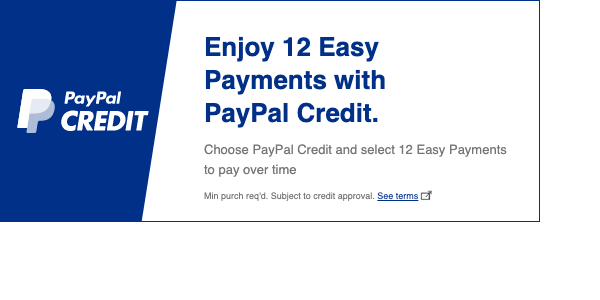 PayPal
CREDIT
Enjoy 12 Easy
Payments with
PayPal Credit.
Choose PayPal Credit and select 12 Easy Payments
to pay over time
Min purch req'd. Subject to credit approval. See terms